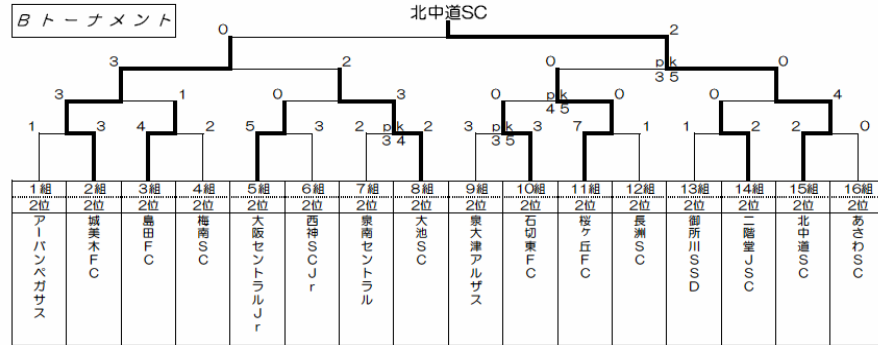 Bトーナメント
北中道SC
0 2
3 2 0 pk 0
3 5
3 1 0 3 0 pk 0 0 4
4 5
1 3 4 2 5 3 2 pk 2 3 pk 3 7 1 1 2 2 0
3 4 3 5
1組 2組 3組 4組 5組 6組 7組 8組 9組 10組 11組 12組 13組 14組 15組 16組
2位 2位 2位 2位 2位 2位 2位 2位 2位 2位 2位 2位 2位 2位 2位 2位
アーバンペガサス
城美木FC
島田FC
梅南SC
大阪セントラルJr
西神SCJr
泉南セントラル
大池SC
泉大津アルザス
石切東FC
桜ヶ丘FC
長洲SC
御所川SSD
二階堂JSC
北中道SC
あさわSC